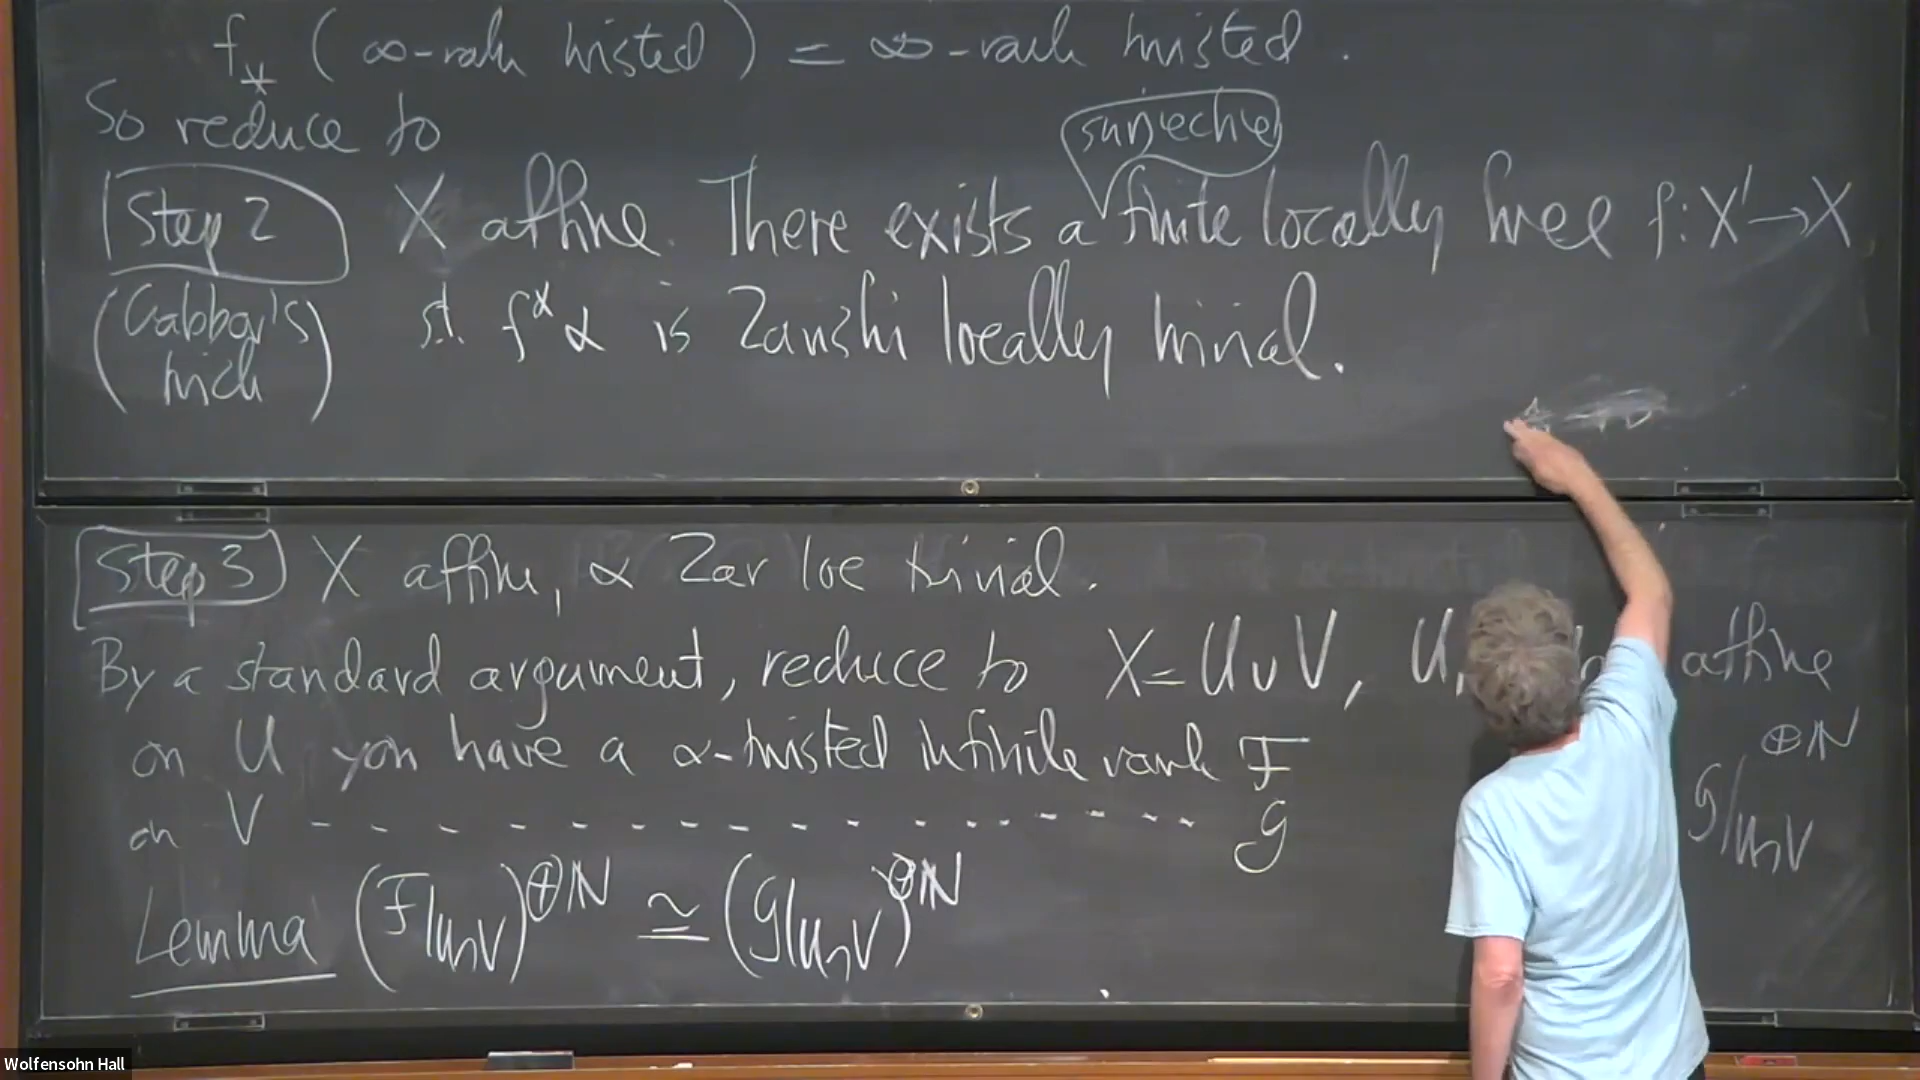 f_* (∞-rank twisted) = ∞-rank twisted.
So reduce to
surjective
Step 2 X affine. There exists a finite locally free f: X' → X
(Gabber's trick) st. f^*α is Zariski locally trivial.
Step 3 X affine, α Zar loc trivial.
By a standard argument, reduce to X = U ∪ V, U, affine
on U you have a α-twisted infinite rank F
⊕ℕ
on V - - - - - - - - - - - - - - - - - - G
G|U∩V
Lemma (F|U∩V)^⊕ℕ ≅ (G|U∩V)^⊕ℕ
Wolfensohn Hall